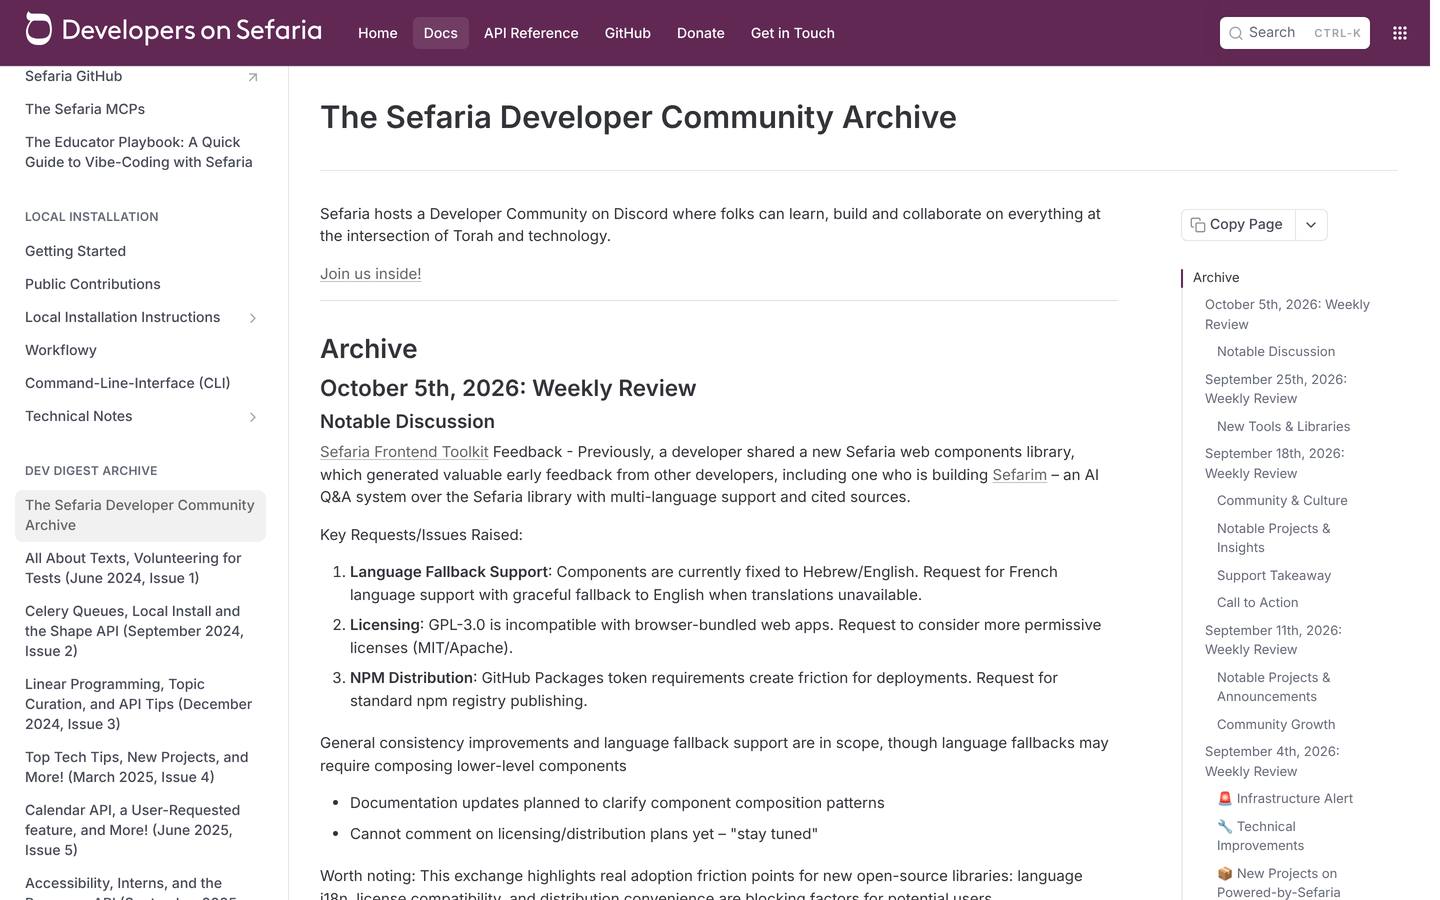 Developers on Sefaria
Home
Docs
API Reference
GitHub
Donate
Get in Touch
Search
CTRL-K
Sefaria GitHub
The Sefaria MCPs
The Educator Playbook: A Quick
Guide to Vibe-Coding with Sefaria
LOCAL INSTALLATION
Getting Started
Public Contributions
Local Installation Instructions
Workflowy
Command-Line-Interface (CLI)
Technical Notes
DEV DIGEST ARCHIVE
The Sefaria Developer Community
Archive
All About Texts, Volunteering for
Tests (June 2024, Issue 1)
Celery Queues, Local Install and
the Shape API (September 2024,
Issue 2)
Linear Programming, Topic
Curation, and API Tips (December
2024, Issue 3)
Top Tech Tips, New Projects, and
More! (March 2025, Issue 4)
Calendar API, a User-Requested
feature, and More! (June 2025,
Issue 5)
Accessibility, Interns, and the
The Sefaria Developer Community Archive
Sefaria hosts a Developer Community on Discord where folks can learn, build and collaborate on everything at
the intersection of Torah and technology.
Join us inside!
Archive
October 5th, 2026: Weekly Review
Notable Discussion
Sefaria Frontend Toolkit Feedback - Previously, a developer shared a new Sefaria web components library,
which generated valuable early feedback from other developers, including one who is building Sefarim – an AI
Q&A system over the Sefaria library with multi-language support and cited sources.
Key Requests/Issues Raised:
1. Language Fallback Support: Components are currently fixed to Hebrew/English. Request for French
language support with graceful fallback to English when translations unavailable.
2. Licensing: GPL-3.0 is incompatible with browser-bundled web apps. Request to consider more permissive
licenses (MIT/Apache).
3. NPM Distribution: GitHub Packages token requirements create friction for deployments. Request for
standard npm registry publishing.
General consistency improvements and language fallback support are in scope, though language fallbacks may
require composing lower-level components
• Documentation updates planned to clarify component composition patterns
• Cannot comment on licensing/distribution plans yet – "stay tuned"
Worth noting: This exchange highlights real adoption friction points for new open-source libraries: language
i18n, license compatibility, and distribution convenience are blocking factors for potential users.
Copy Page
Archive
October 5th, 2026: Weekly
Review
Notable Discussion
September 25th, 2026:
Weekly Review
New Tools & Libraries
September 18th, 2026:
Weekly Review
Community & Culture
Notable Projects &
Insights
Support Takeaway
Call to Action
September 11th, 2026:
Weekly Review
Notable Projects &
Announcements
Community Growth
September 4th, 2026:
Weekly Review
🚨 Infrastructure Alert
🔧 Technical
Improvements
📦 New Projects on
Powered-by-Sefaria